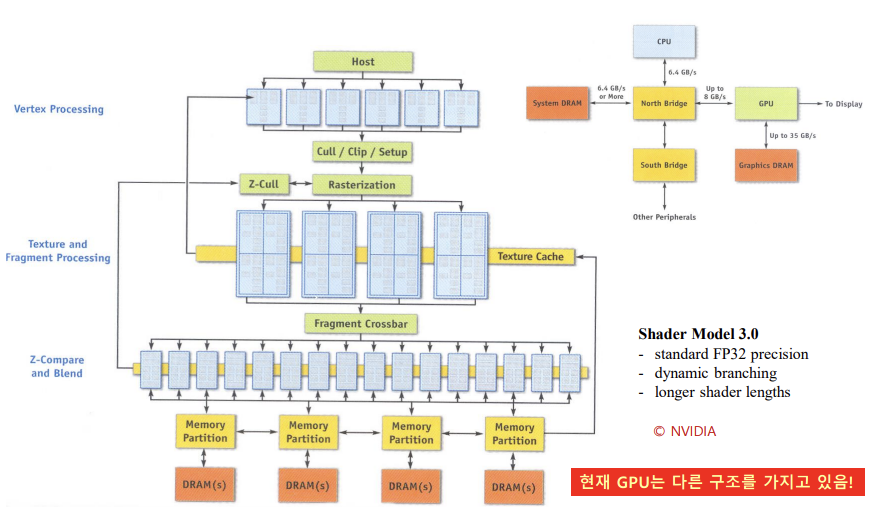 Host
Vertex Processing
Cull / Clip / Setup
Z-Cull
Rasterization
Texture and
Fragment Processing
Texture Cache
Fragment Crossbar
Z-Compare
and Blend
Memory
Partition
Memory
Partition
Memory
Partition
Memory
Partition
DRAM(s)
DRAM(s)
DRAM(s)
DRAM(s)
CPU
6.4 GB/s
System DRAM
6.4 GB/s
or More
North Bridge
Up to
8 GB/s
GPU
To Display
Up to 35 GB/s
South Bridge
Graphics DRAM
Other Peripherals
Shader Model 3.0
- standard FP32 precision
- dynamic branching
- longer shader lengths
© NVIDIA
현재 GPU는 다른 구조를 가지고 있음!